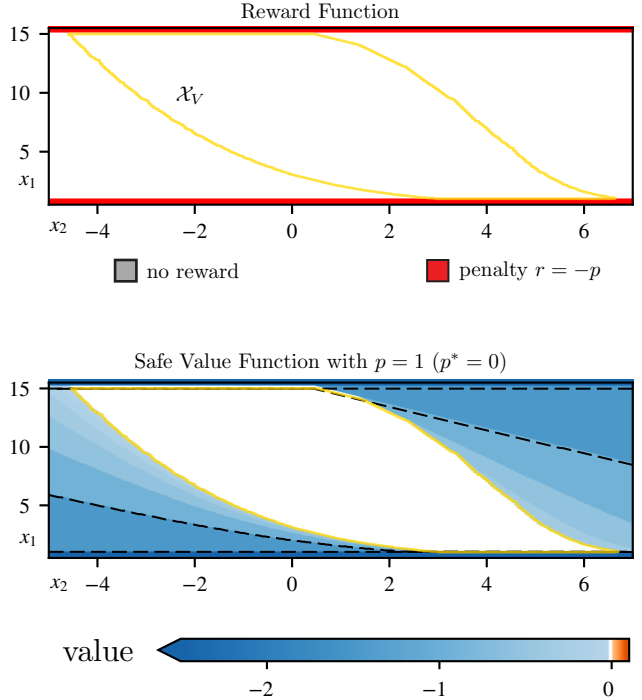 Reward Function
15
10
𝒳_V
5
x₁
x₂ −4 −2 0 2 4 6
no reward penalty r = −p
Safe Value Function with p = 1 (p* = 0)
15
10
5
x₁
x₂ −4 −2 0 2 4 6
value
−2 −1 0